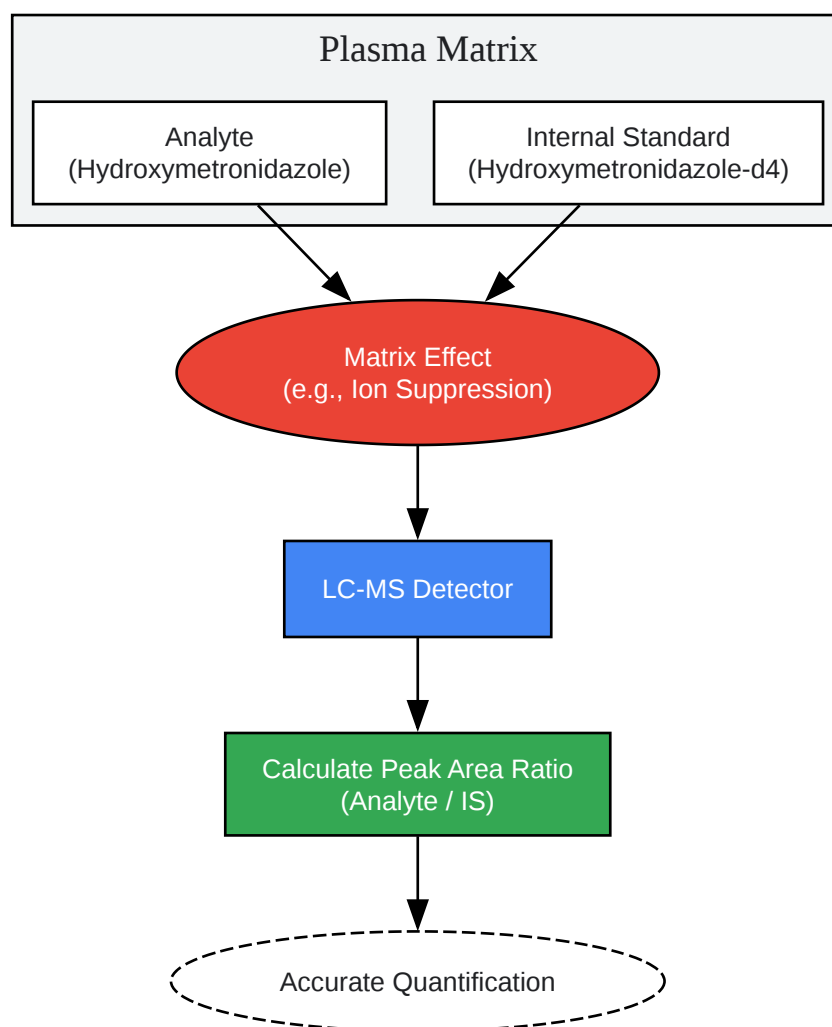 Plasma Matrix
Analyte
(Hydroxymetronidazole)
Internal Standard
(Hydroxymetronidazole-d4)
Matrix Effect
(e.g., Ion Suppression)
LC-MS Detector
Calculate Peak Area Ratio
(Analyte / IS)
Accurate Quantification